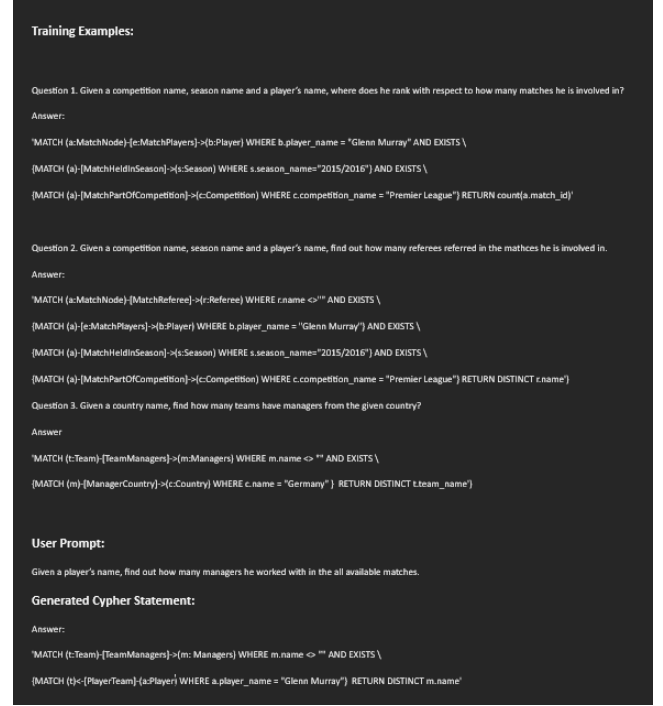 Training Examples:
Question 1. Given a competition name, season name and a player's name, where does he rank with respect to how many matches he is involved in?
Answer:
'MATCH (a:MatchNode)-[e:MatchPlayers]->(b:Player) WHERE b.player_name = "Glenn Murray" AND EXISTS \
{MATCH (a)-[MatchHeldInSeason]->(s:Season) WHERE s.season_name="2015/2016"} AND EXISTS \
{MATCH (a)-[MatchPartOfCompetition]->(c:Competition) WHERE c.competition_name = "Premier League"} RETURN count(a.match_id)'
Question 2. Given a competition name, season name and a player's name, find out how many referees referred in the mathces he is involved in.
Answer:
'MATCH (a:MatchNode)-[MatchReferee]->(r:Referee) WHERE r.name <>"" AND EXISTS \
{MATCH (a)-[e:MatchPlayers]->(b:Player) WHERE b.player_name = "Glenn Murray"} AND EXISTS \
{MATCH (a)-[MatchHeldInSeason]->(s:Season) WHERE s.season_name="2015/2016"} AND EXISTS \
{MATCH (a)-[MatchPartOfCompetition]->(c:Competition) WHERE c.competition_name = "Premier League"} RETURN DISTINCT r.name')
Question 3. Given a country name, find how many teams have managers from the given country?
Answer
'MATCH (t:Team)-[TeamManagers]->(m:Managers) WHERE m.name <> "" AND EXISTS \
{MATCH (m)-[ManagerCountry]->(c:Country) WHERE c.name = "Germany" } RETURN DISTINCT t.team_name')
User Prompt:
Given a player's name, find out how many managers he worked with in the all available matches.
Generated Cypher Statement:
Answer:
'MATCH (t:Team)-[TeamManagers]->(m: Managers) WHERE m.name <> "" AND EXISTS \
{MATCH (t)<-[PlayerTeam]-(a:Player) WHERE a.player_name = "Glenn Murray"} RETURN DISTINCT m.name'